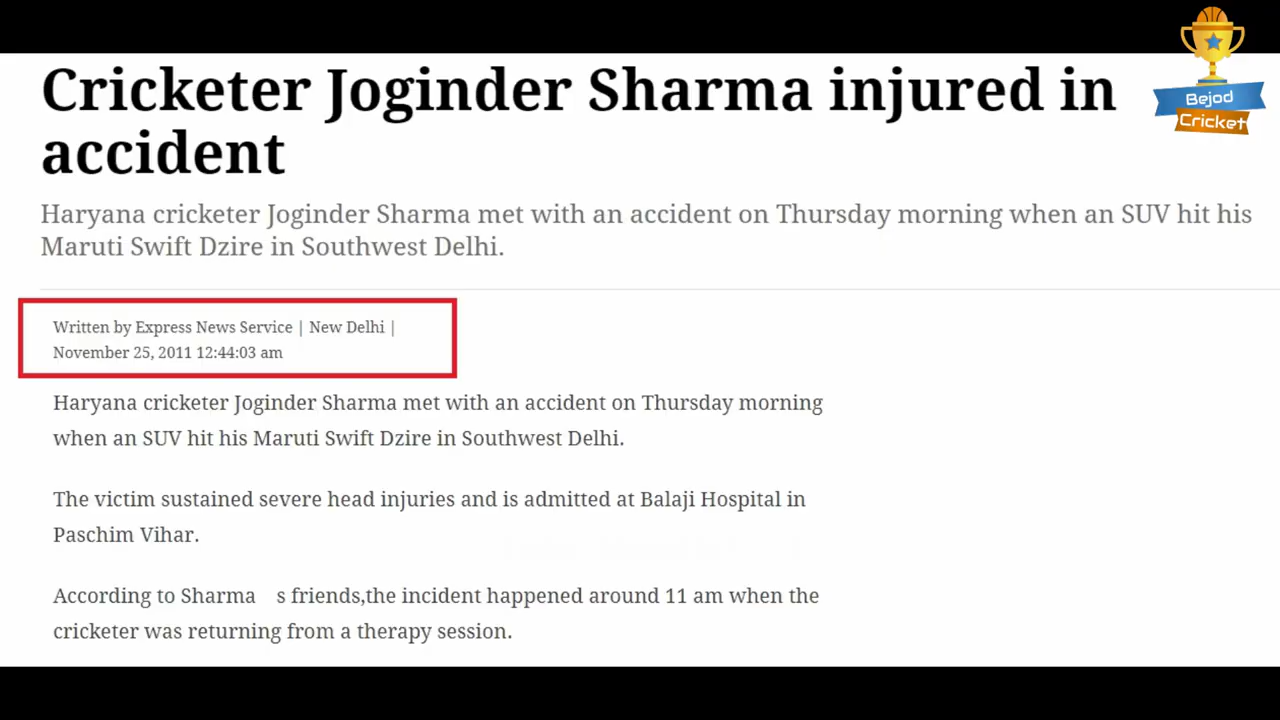 Cricketer Joginder Sharma injured in
accident
Bejod
Cricket
Haryana cricketer Joginder Sharma met with an accident on Thursday morning when an SUV hit his
Maruti Swift Dzire in Southwest Delhi.
Written by Express News Service | New Delhi |
November 25, 2011 12:44:03 am
Haryana cricketer Joginder Sharma met with an accident on Thursday morning
when an SUV hit his Maruti Swift Dzire in Southwest Delhi.
The victim sustained severe head injuries and is admitted at Balaji Hospital in
Paschim Vihar.
According to Sharma s friends,the incident happened around 11 am when the
cricketer was returning from a therapy session.